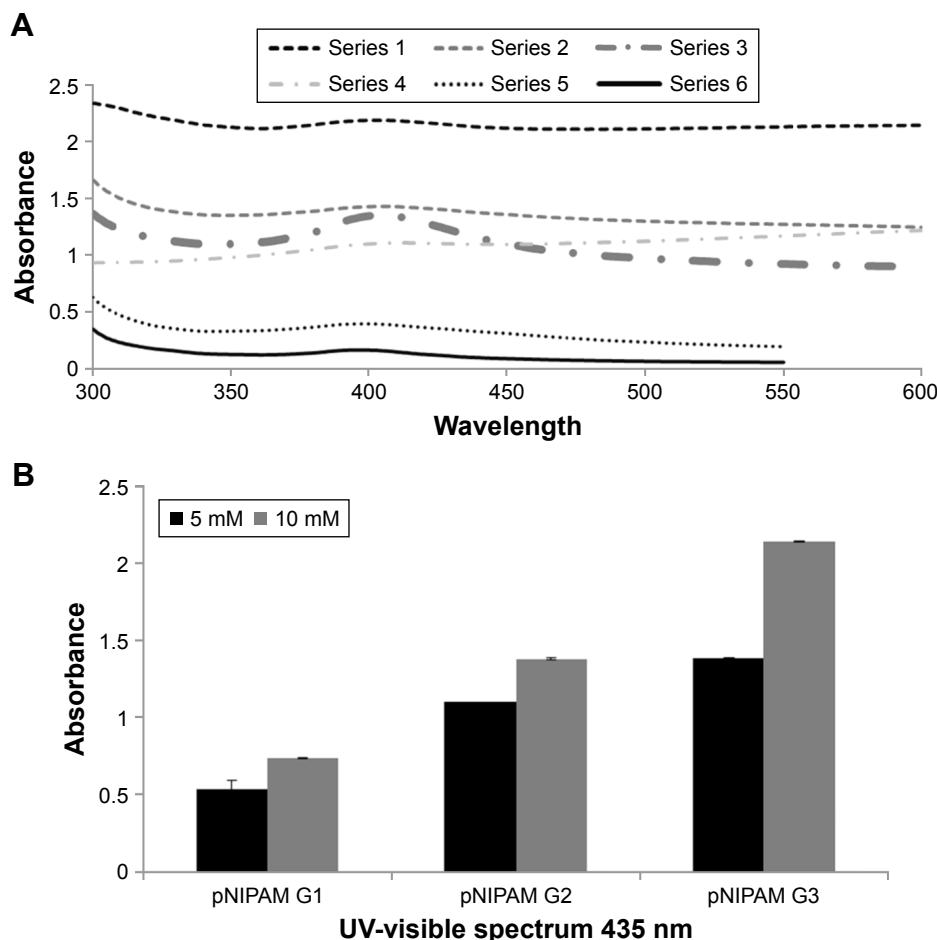 A
Series 1 Series 2 Series 3
Series 4 Series 5 Series 6
2.5
2
1.5
1
0.5
0
Absorbance
300 350 400 450 500 550 600
Wavelength
B
2.5
2
1.5
1
0.5
0
Absorbance
5 mM 10 mM
pNIPAM G1 pNIPAM G2 pNIPAM G3
UV-visible spectrum 435 nm